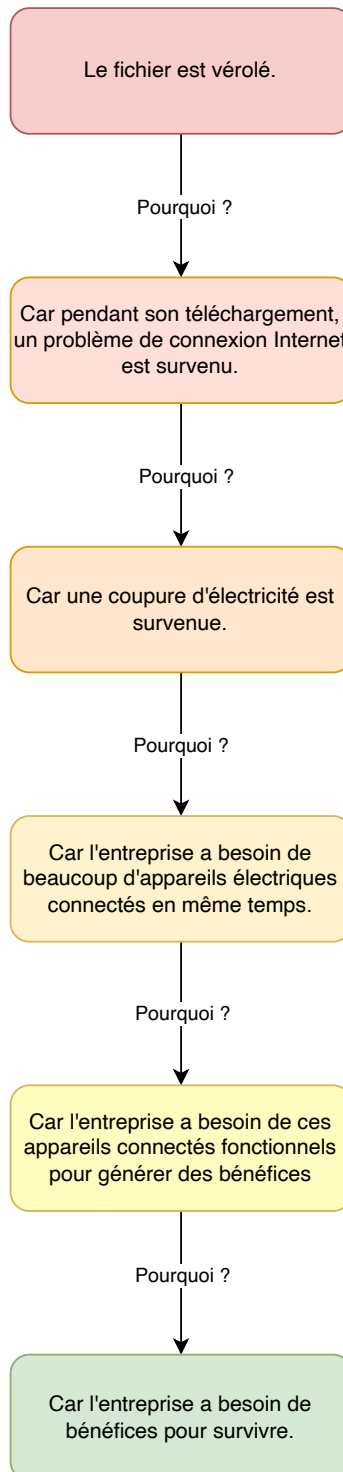 Le fichier est vérolé.
Pourquoi ?
Car pendant son téléchargement,
un problème de connexion Internet
est survenu.
Pourquoi ?
Car une coupure d'électricité est
survenue.
Pourquoi ?
Car l'entreprise a besoin de
beaucoup d'appareils électriques
connectés en même temps.
Pourquoi ?
Car l'entreprise a besoin de ces
appareils connectés fonctionnels
pour générer des bénéfices
Pourquoi ?
Car l'entreprise a besoin de
bénéfices pour survivre.